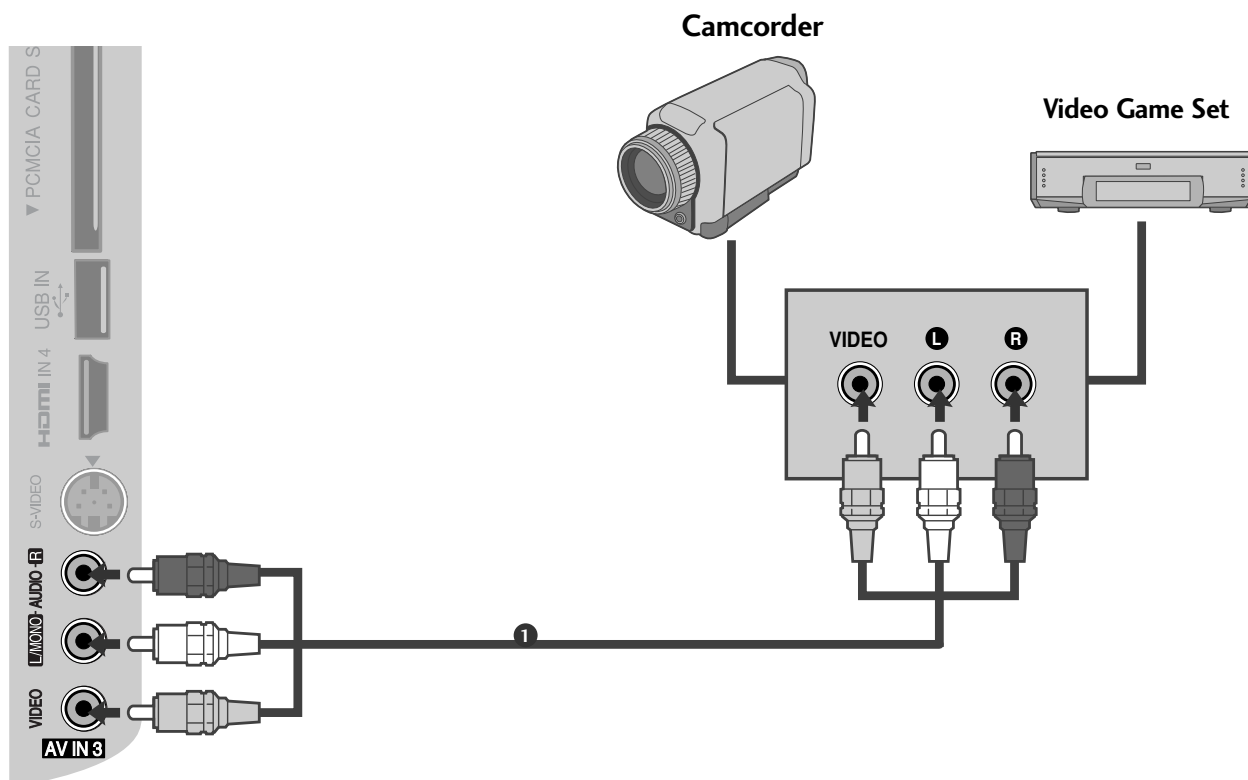 Camcorder
Video Game Set
▼ PCMCIA CARD S
USB IN
HDMI IN 4
S-VIDEO
L/MONO - AUDIO - R
VIDEO
AV IN 3
VIDEO L R
1